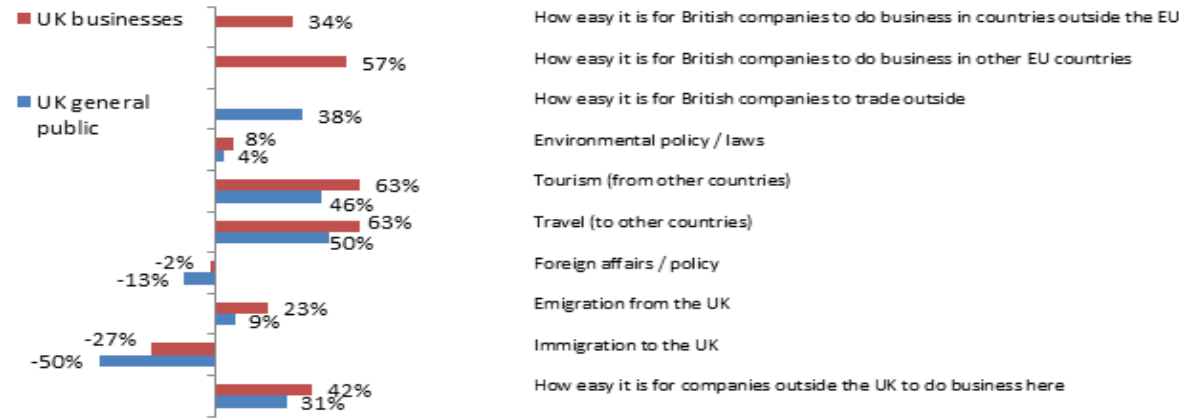 UK businesses
34%
How easy it is for British companies to do business in countries outside the EU
57%
How easy it is for British companies to do business in other EU countries
UK general
public
38%
How easy it is for British companies to trade outside
8%
4%
Environmental policy / laws
63%
46%
Tourism (from other countries)
63%
50%
Travel (to other countries)
-2%
-13%
Foreign affairs / policy
23%
9%
Emigration from the UK
-27%
-50%
Immigration to the UK
42%
31%
How easy it is for companies outside the UK to do business here